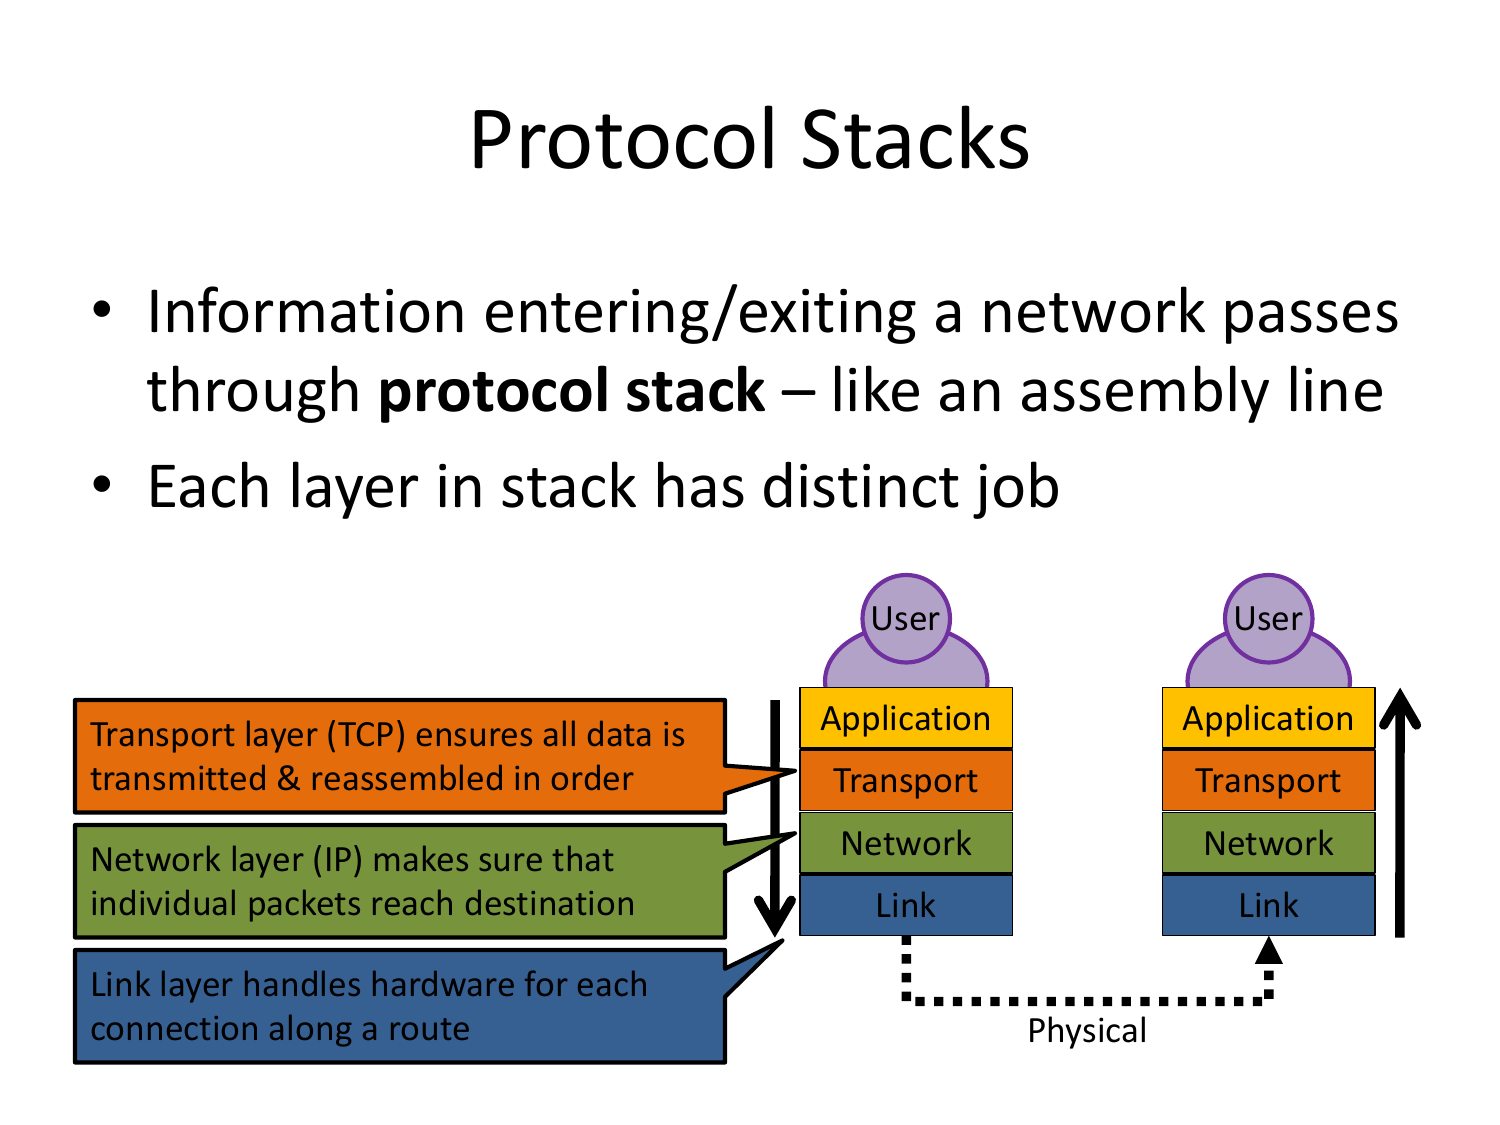 Protocol Stacks
• Information entering/exiting a network passes
through protocol stack – like an assembly line
• Each layer in stack has distinct job
Transport layer (TCP) ensures all data is
transmitted & reassembled in order
Network layer (IP) makes sure that
individual packets reach destination
Link layer handles hardware for each
connection along a route
User
Application
Transport
Network
Link
User
Application
Transport
Network
Link
Physical